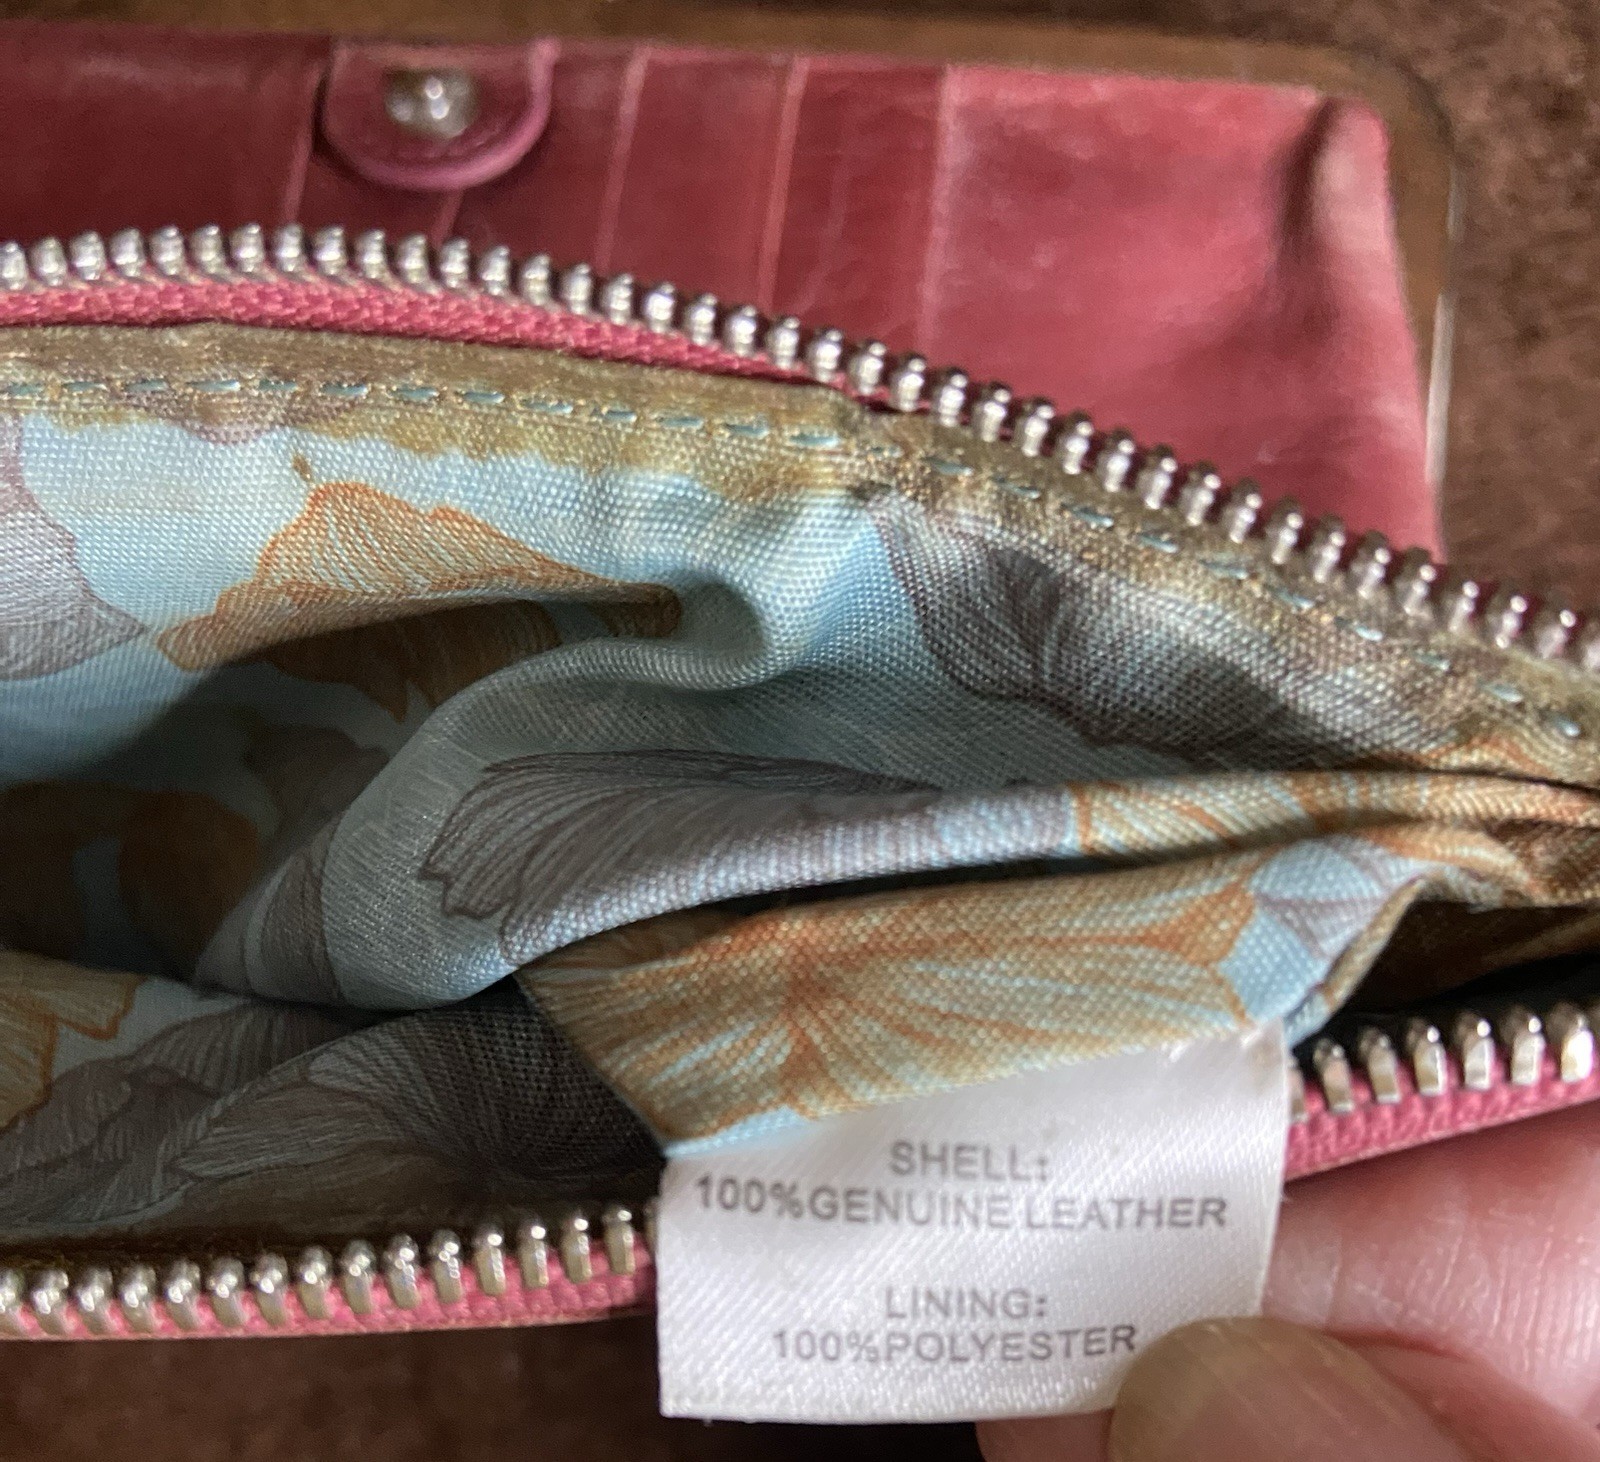 SHELL:
100%GENUINE LEATHER
LINING:
100%POLYESTER